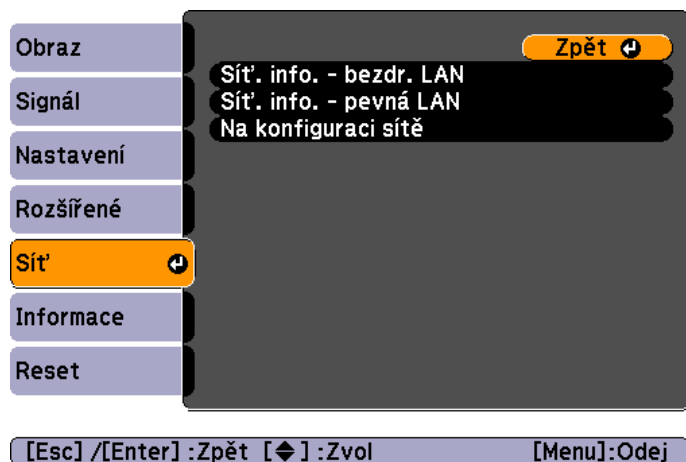 Obraz
Signál
Nastavení
Rozšířené
Síť
Informace
Reset
Zpět
Síť. info. - bezdr. LAN
Síť. info. - pevná LAN
Na konfiguraci sítě
[Esc] /[Enter] :Zpět [◆] :Zvol [Menu]:Odej